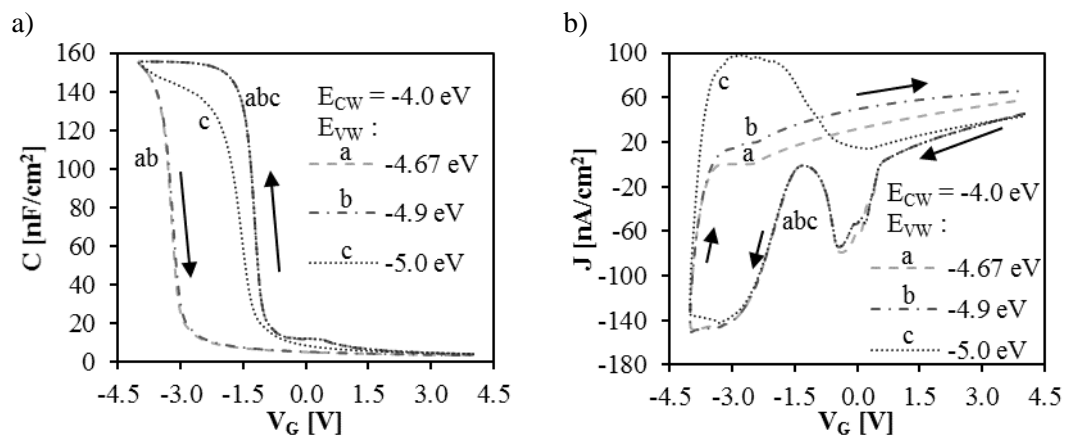 a)
160
140
120
100
80
60
40
20
0
C [nF/cm²]
-4.5 -3.0 -1.5 0.0 1.5 3.0 4.5
V_G [V]
ab
c
abc
E_CW = -4.0 eV
E_VW :
a
-4.67 eV
b
-4.9 eV
c
-5.0 eV
b)
100
60
20
-20
-60
-100
-140
-180
J [nA/cm²]
-4.5 -3.0 -1.5 0.0 1.5 3.0 4.5
V_G [V]
c
b
a
abc
E_CW = -4.0 eV
E_VW :
a
-4.67 eV
b
-4.9 eV
c
-5.0 eV